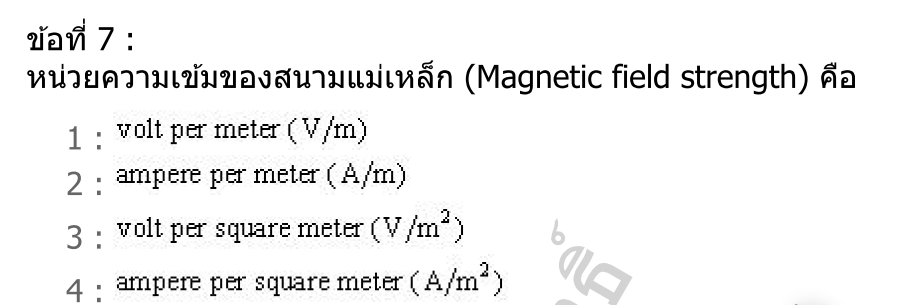 ข้อที่ 7 :
หน่วยความเข้มของสนามแม่เหล็ก (Magnetic field strength) คือ
1 : volt per meter (V/m)
2 : ampere per meter (A/m)
3 : volt per square meter (V/m²)
4 : ampere per square meter (A/m²)